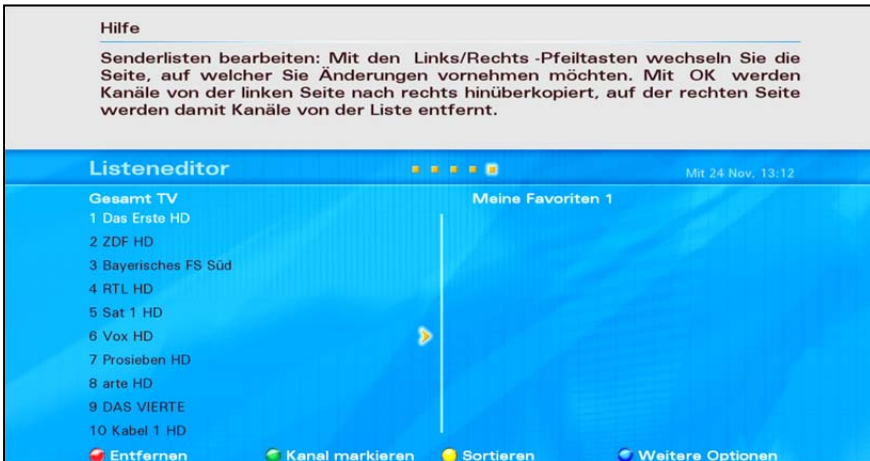 Hilfe
Senderlisten bearbeiten: Mit den Links/Rechts -Pfeiltasten wechseln Sie die
Seite, auf welcher Sie Änderungen vornehmen möchten. Mit OK werden
Kanäle von der linken Seite nach rechts hinüberkopiert, auf der rechten Seite
werden damit Kanäle von der Liste entfernt.
Listeneditor
Mit 24 Nov, 13:12
Gesamt TV
Meine Favoriten 1
1 Das Erste HD
2 ZDF HD
3 Bayerisches FS Süd
4 RTL HD
5 Sat 1 HD
6 Vox HD
7 Prosieben HD
8 arte HD
9 DAS VIERTE
10 Kabel 1 HD
Entfernen Kanal markieren Sortieren Weitere Optionen